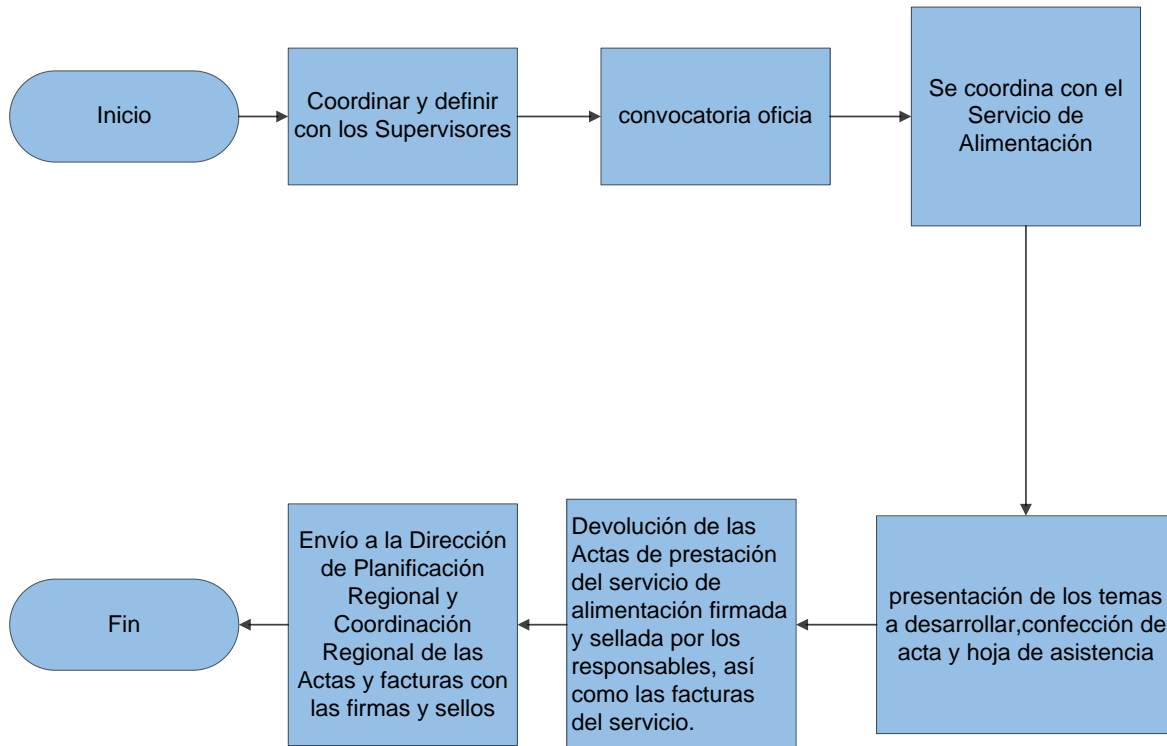 Inicio
Coordinar y definir
con los Supervisores
convocatoria oficia
Se coordina con el
Servicio de
Alimentación
presentación de los temas
a desarrollar,confección de
acta y hoja de asistencia
Devolución de las
Actas de prestación
del servicio de
alimentación firmada
y sellada por los
responsables, así
como las facturas
del servicio.
Envío a la Dirección
de Planificación
Regional y
Coordinación
Regional de las
Actas y facturas con
las firmas y sellos
Fin